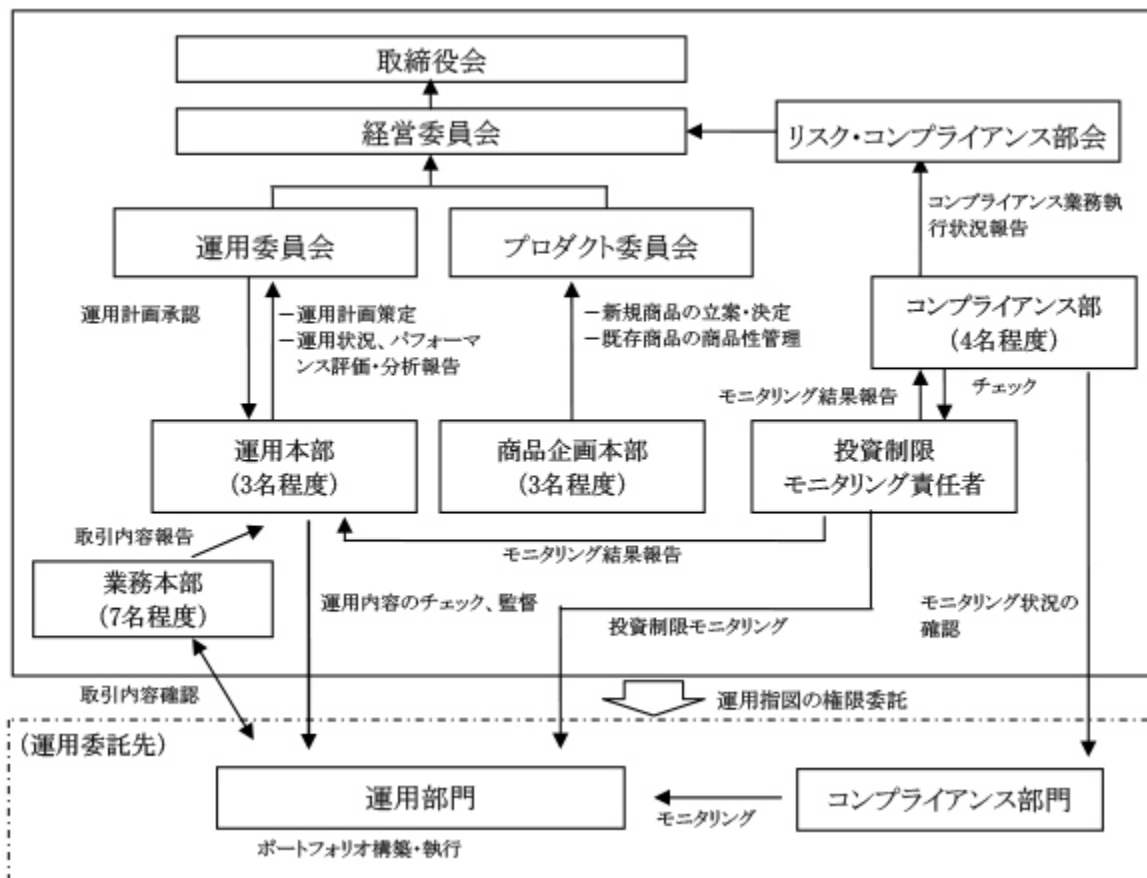 取締役会
経営委員会
リスク・コンプライアンス部会
コンプライアンス業務執
行状況報告
運用委員会
プロダクト委員会
運用計画承認
－運用計画策定
－運用状況、パフォーマ
ンス評価・分析報告
－新規商品の立案・決定
－既存商品の商品性管理
コンプライアンス部
(4名程度)
モニタリング結果報告
チェック
運用本部
(3名程度)
商品企画本部
(3名程度)
投資制限
モニタリング責任者
取引内容報告
モニタリング結果報告
業務本部
(7名程度)
運用内容のチェック、監督
投資制限モニタリング
モニタリング状況の
確認
取引内容確認
運用指図の権限委託
(運用委託先)
運用部門
モニタリング
コンプライアンス部門
ポートフォリオ構築・執行